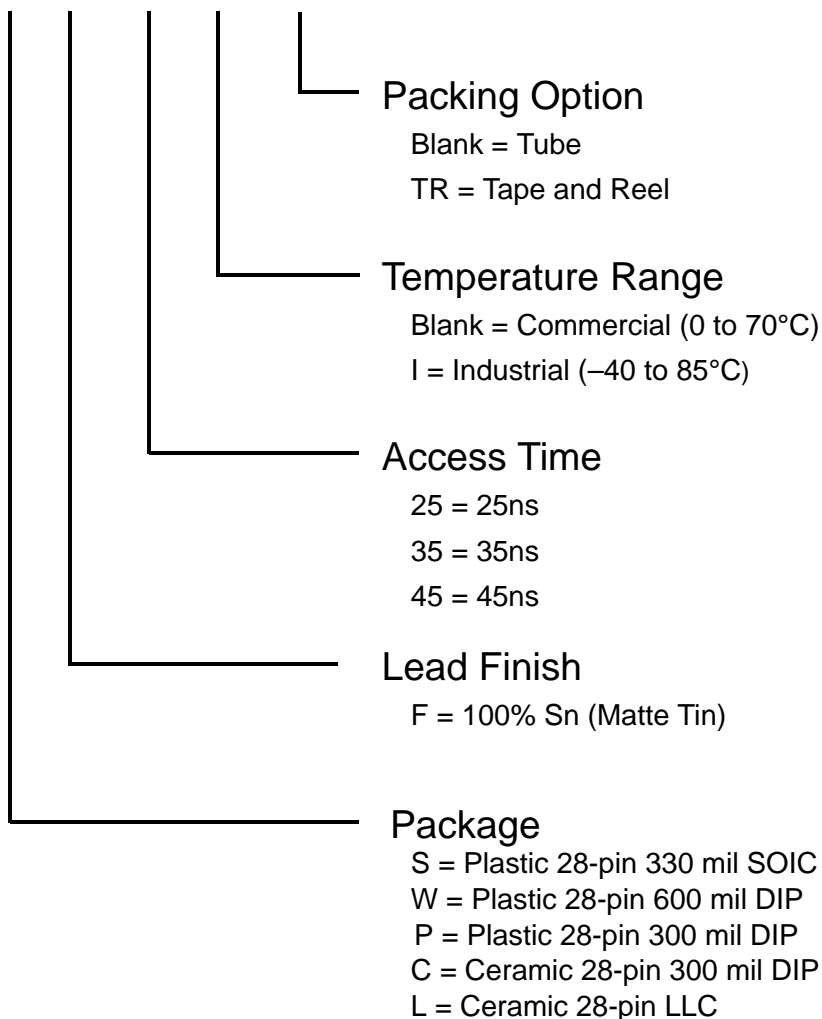 Packing Option
Blank = Tube
TR = Tape and Reel
Temperature Range
Blank = Commercial (0 to 70°C)
I = Industrial (–40 to 85°C)
Access Time
25 = 25ns
35 = 35ns
45 = 45ns
Lead Finish
F = 100% Sn (Matte Tin)
Package
S = Plastic 28-pin 330 mil SOIC
W = Plastic 28-pin 600 mil DIP
P = Plastic 28-pin 300 mil DIP
C = Ceramic 28-pin 300 mil DIP
L = Ceramic 28-pin LLC